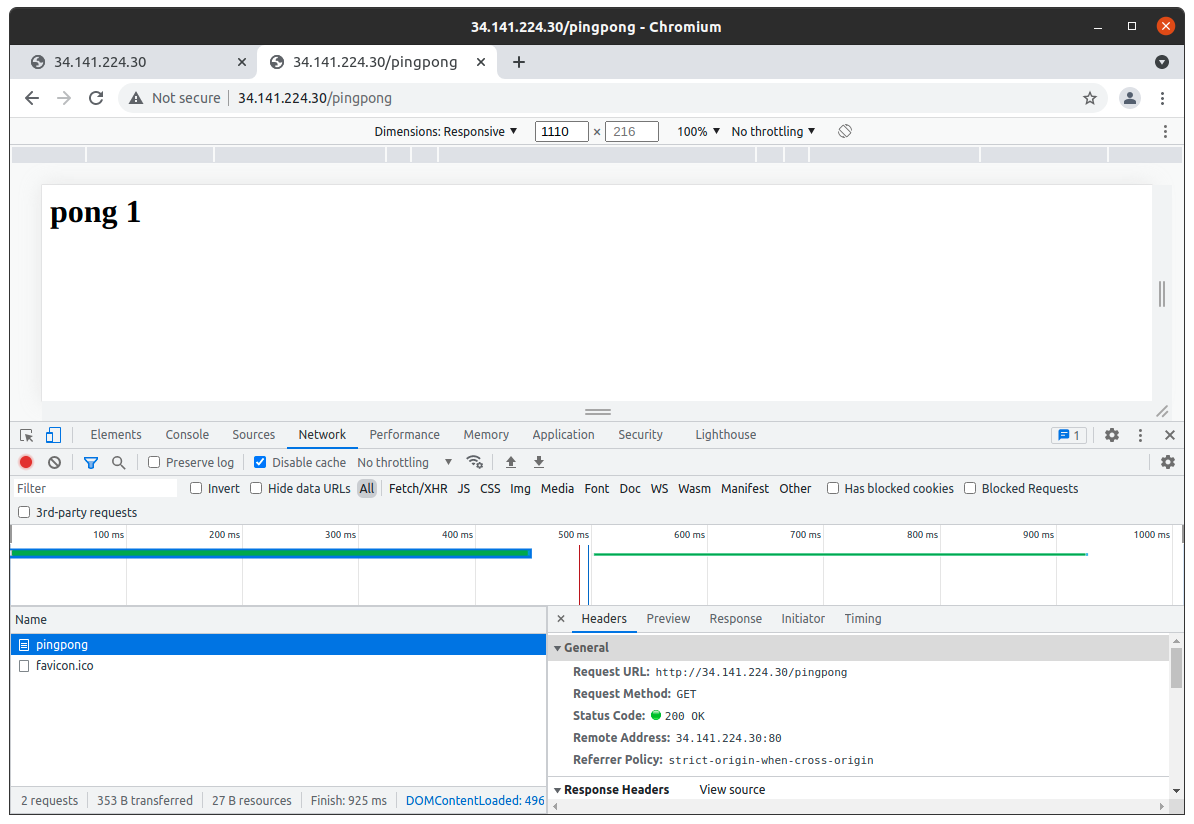 34.141.224.30/pingpong - Chromium
34.141.224.30
34.141.224.30/pingpong
Not secure
34.141.224.30/pingpong
Dimensions: Responsive
1110 × 216
100%
No throttling
pong 1
Elements Console Sources Network Performance Memory Application Security Lighthouse
1
Preserve log
Disable cache
No throttling
Filter
Invert
Hide data URLs
All
Fetch/XHR JS CSS Img Media Font Doc WS Wasm Manifest Other
Has blocked cookies
Blocked Requests
3rd-party requests
100 ms 200 ms 300 ms 400 ms 500 ms 600 ms 700 ms 800 ms 900 ms 1000 ms
Name
pingpong
favicon.ico
2 requests
353 B transferred
27 B resources
Finish: 925 ms
DOMContentLoaded: 496
Headers Preview Response Initiator Timing
General
Request URL: http://34.141.224.30/pingpong
Request Method: GET
Status Code: 200 OK
Remote Address: 34.141.224.30:80
Referrer Policy: strict-origin-when-cross-origin
Response Headers
View source